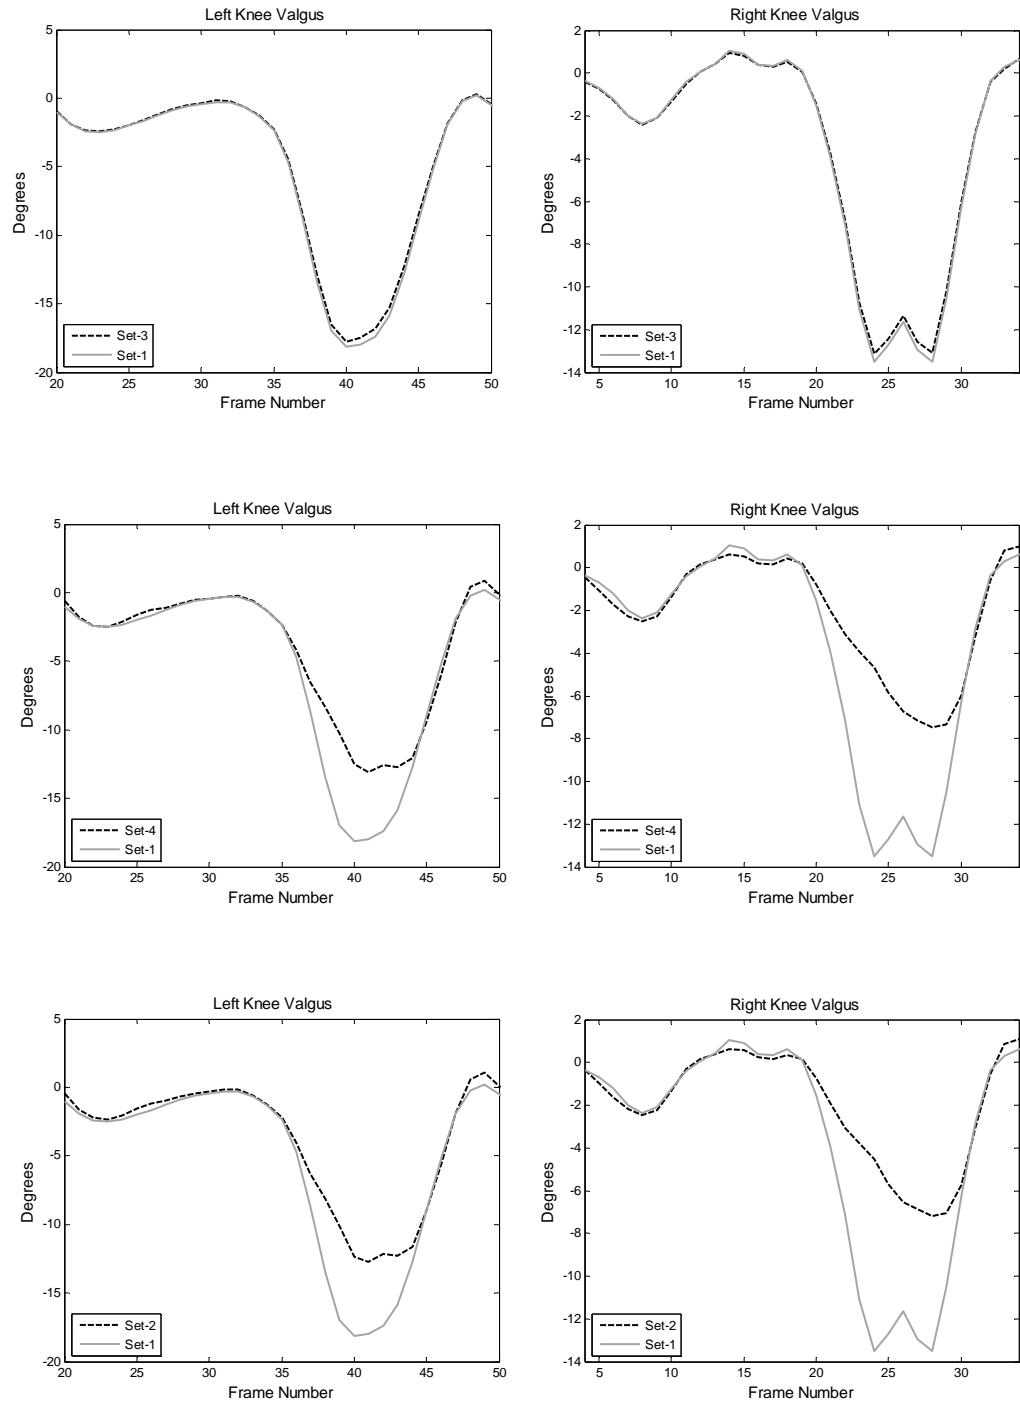 Left Knee Valgus
5
0
-5
-10
-15
-20
Degrees
Set-3
Set-1
20 25 30 35 40 45 50
Frame Number
Right Knee Valgus
2
0
-2
-4
-6
-8
-10
-12
-14
Degrees
Set-3
Set-1
5 10 15 20 25 30
Frame Number
Left Knee Valgus
5
0
-5
-10
-15
-20
Degrees
Set-4
Set-1
20 25 30 35 40 45 50
Frame Number
Right Knee Valgus
2
0
-2
-4
-6
-8
-10
-12
-14
Degrees
Set-4
Set-1
5 10 15 20 25 30
Frame Number
Left Knee Valgus
5
0
-5
-10
-15
-20
Degrees
Set-2
Set-1
20 25 30 35 40 45 50
Frame Number
Right Knee Valgus
2
0
-2
-4
-6
-8
-10
-12
-14
Degrees
Set-2
Set-1
5 10 15 20 25 30
Frame Number